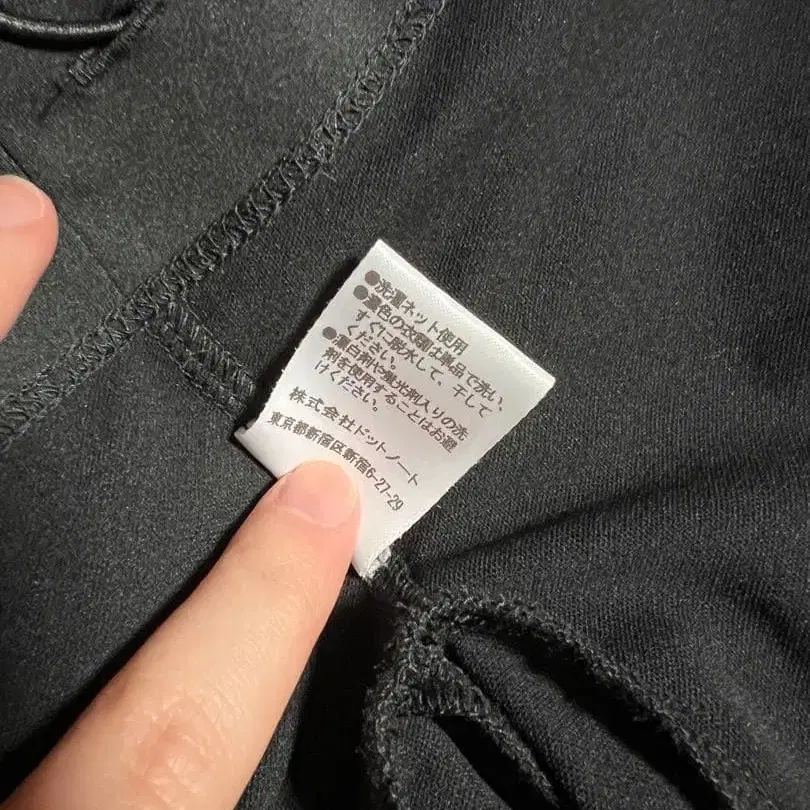 ●洗濯ネット使用
●濃色の衣類は単品で洗い、
すぐに脱水して、干して
ください。
●漂白剤や蛍光剤入りの洗
剤を使用することはお避
けください。
株式会社ドットノート
東京都新宿区新宿6-27-29